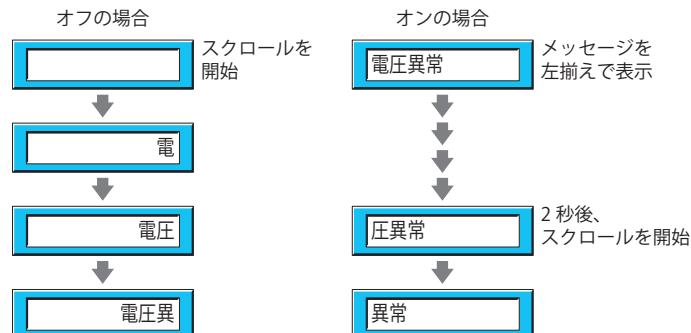 オフの場合
スクロールを
開始
電
電圧
電圧異
オンの場合
電圧異常
メッセージを
左揃えで表示
圧異常
2 秒後、
スクロールを開始
異常